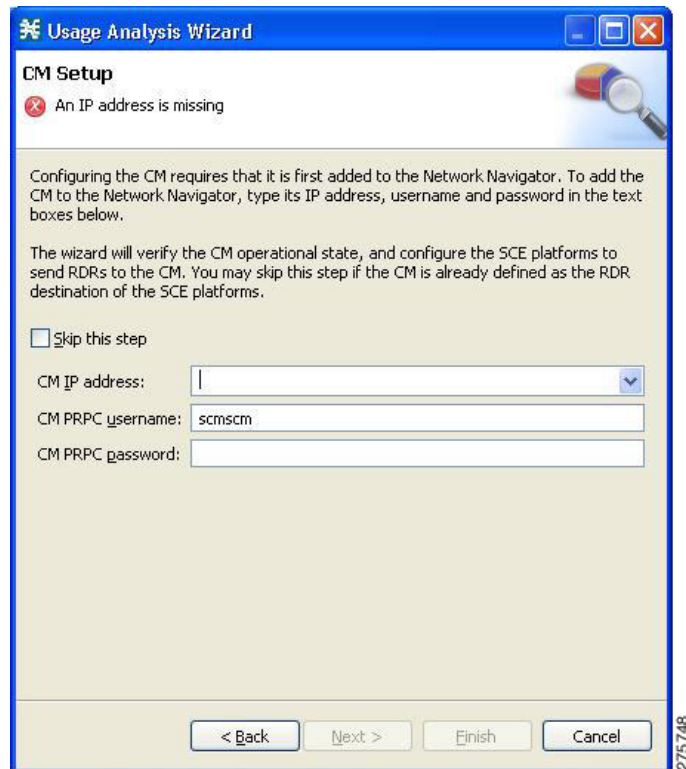 Usage Analysis Wizard
CM Setup
An IP address is missing
Configuring the CM requires that it is first added to the Network Navigator. To add the
CM to the Network Navigator, type its IP address, username and password in the text
boxes below.
The wizard will verify the CM operational state, and configure the SCE platforms to
send RDRs to the CM. You may skip this step if the CM is already defined as the RDR
destination of the SCE platforms.
Skip this step
CM IP address:
CM PRPC username: scmscm
CM PRPC password:
< Back Next > Finish Cancel
275748